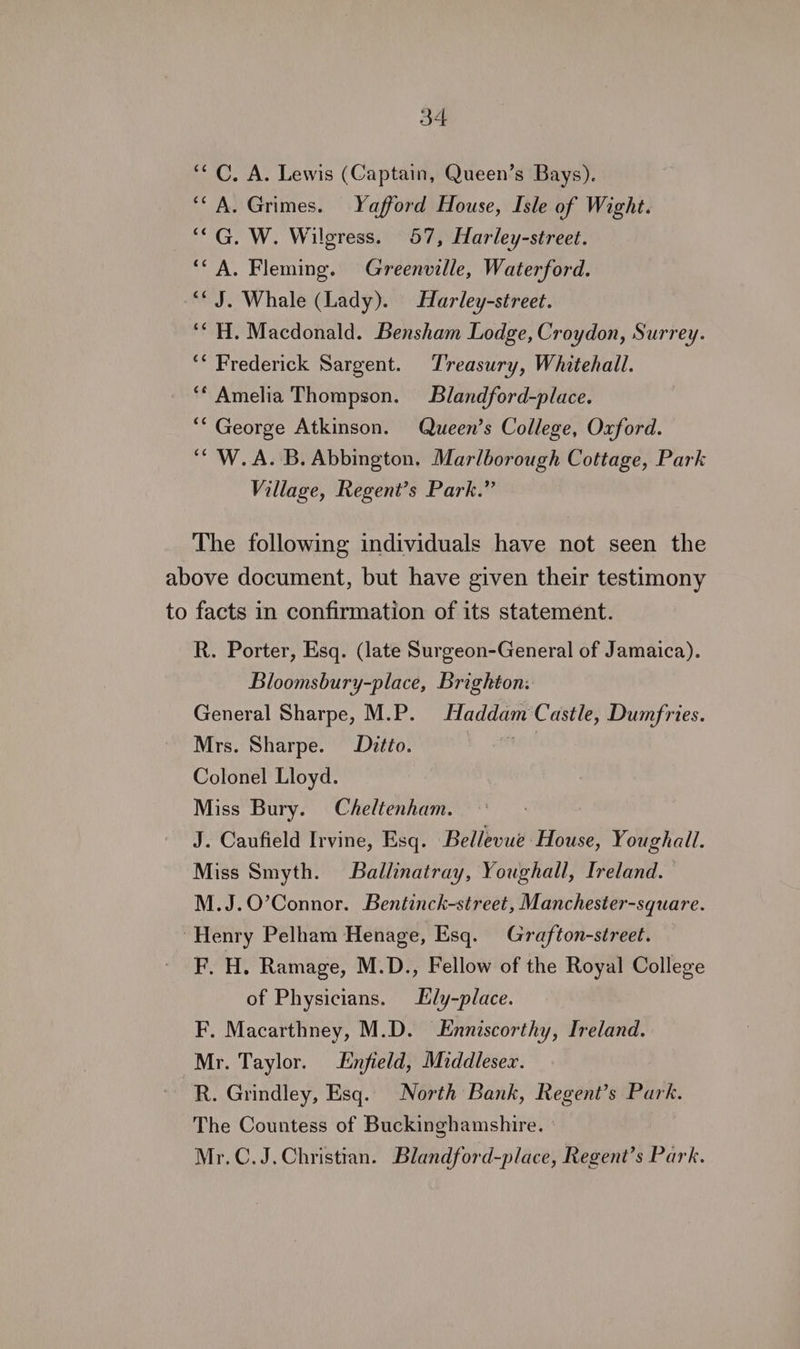 34
“ C. A. Lewis (Captain, Queen’s Bays).
“ A. Grimes. Yafford House, Isle of Wight.
“ G. W. Wilgress. 57, Harley-street.
“ A. Fleming. Greenville, Waterford.
“ J. Whale (Lady). Harley-street.
“ H. Macdonald. Bensham Lodge, Croydon, Surrey.
“ Frederick Sargent. Treasury, Whitehall.
“ Amelia Thompson. Blandford-place.
“ George Atkinson. Queen’s College, Oxford.
“ W. A. B. Abbington. Marlborough Cottage, Park
Village, Regent’s Park.”
The following individuals have not seen the
above document, but have given their testimony
to facts in confirmation of its statement.
R. Porter, Esq. (late Surgeon-General of Jamaica).
Bloomsbury-place, Brighton.
General Sharpe, M.P. Haddam Castle, Dumfries.
Mrs. Sharpe. Ditto.
Colonel Lloyd.
Miss Bury. Cheltenham.
J. Caufield Irvine, Esq. Bellevue House, Youghall.
Miss Smyth. Ballinatray, Youghall, Ireland.
M. J. O’Connor. Bentinck-street, Manchester-square.
Henry Pelham Henage, Esq. Grafton-street.
F. H. Ramage, M.D., Fellow of the Royal College
of Physicians. Ely-place.
F. Macarthney, M.D. Enniscorthy, Ireland.
Mr. Taylor. Enfield, Middlesex.
R. Grindley, Esq. North Bank, Regent’s Park.
The Countess of Buckinghamshire.
Mr. C. J. Christian. Blandford-place, Regent’s Park.